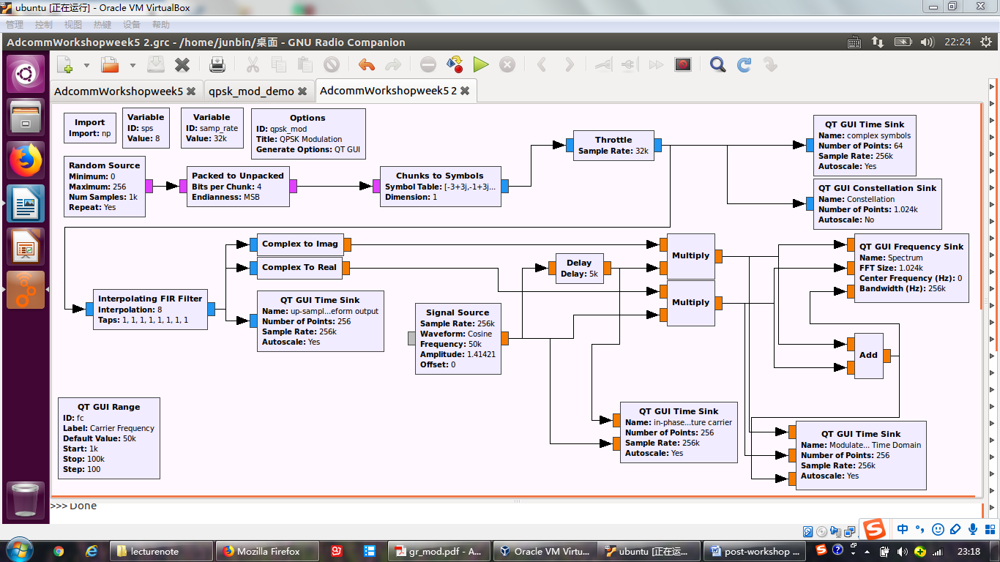 ubuntu [正在运行] - Oracle VM VirtualBox
管理 控制 视图 热键 设备 帮助
AdcommWorkshopweek5 2.grc - /home/junbin/桌面 - GNU Radio Companion
22:24
AdcommWorkshopweek5
qpsk_mod_demo
AdcommWorkshopweek5 2
Import
Import: np
Variable
ID: sps
Value: 8
Variable
ID: samp_rate
Value: 32k
Options
ID: qpsk_mod
Title: QPSK Modulation
Generate Options: QT GUI
Throttle
Sample Rate: 32k
QT GUI Time Sink
Name: complex symbols
Number of Points: 64
Sample Rate: 256k
Autoscale: Yes
Random Source
Minimum: 0
Maximum: 256
Num Samples: 1k
Repeat: Yes
Packed to Unpacked
Bits per Chunk: 4
Endianness: MSB
Chunks to Symbols
Symbol Table: [-3+3j,-1+3j...
Dimension: 1
QT GUI Constellation Sink
Name: Constellation
Number of Points: 1.024k
Autoscale: No
Complex to Imag
Complex To Real
Delay
Delay: 5k
Multiply
Multiply
QT GUI Frequency Sink
Name: Spectrum
FFT Size: 1.024k
Center Frequency (Hz): 0
Bandwidth (Hz): 256k
Interpolating FIR Filter
Interpolation: 8
Taps: 1, 1, 1, 1, 1, 1, 1, 1
QT GUI Time Sink
Name: up-sampl...eform output
Number of Points: 256
Sample Rate: 256k
Autoscale: Yes
Signal Source
Sample Rate: 256k
Waveform: Cosine
Frequency: 50k
Amplitude: 1.41421
Offset: 0
Add
QT GUI Range
ID: fc
Label: Carrier Frequency
Default Value: 50k
Start: 1k
Stop: 100k
Step: 100
QT GUI Time Sink
Name: in-phase...ture carrier
Number of Points: 256
Sample Rate: 256k
Autoscale: Yes
QT GUI Time Sink
Name: Modulate... Time Domain
Number of Points: 256
Sample Rate: 256k
Autoscale: Yes
>>> Done
中
lecturenote
Mozilla Firefox
gr_mod.pdf - A...
Oracle VM Virtu...
ubuntu [正在运...
post-workshop ...
23:18